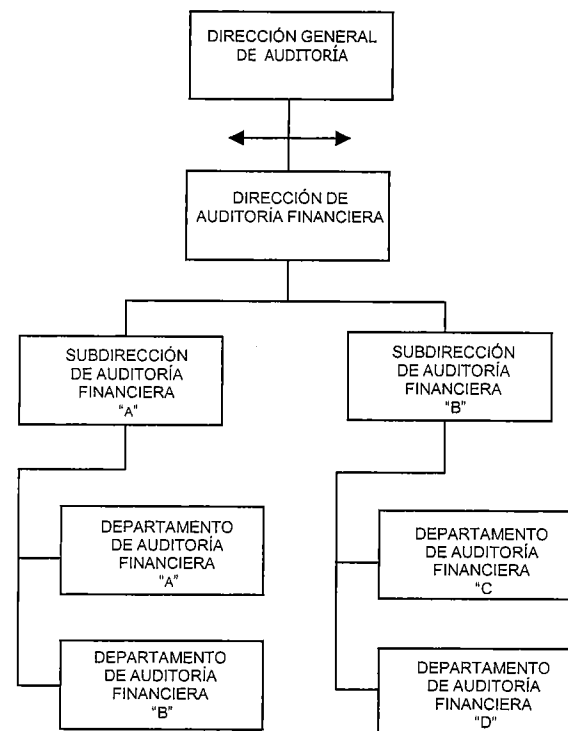 DIRECCIÓN GENERAL
DE AUDITORÍA
DIRECCIÓN DE
AUDITORÍA FINANCIERA
SUBDIRECCIÓN
DE AUDITORÍA
FINANCIERA
"A"
SUBDIRECCIÓN
DE AUDITORÍA
FINANCIERA
"B"
DEPARTAMENTO
DE AUDITORÍA
FINANCIERA
"A"
DEPARTAMENTO
DE AUDITORÍA
FINANCIERA
"C
DEPARTAMENTO
DE AUDITORÍA
FINANCIERA
"B"
DEPARTAMENTO
DE AUDITORÍA
FINANCIERA
"D"